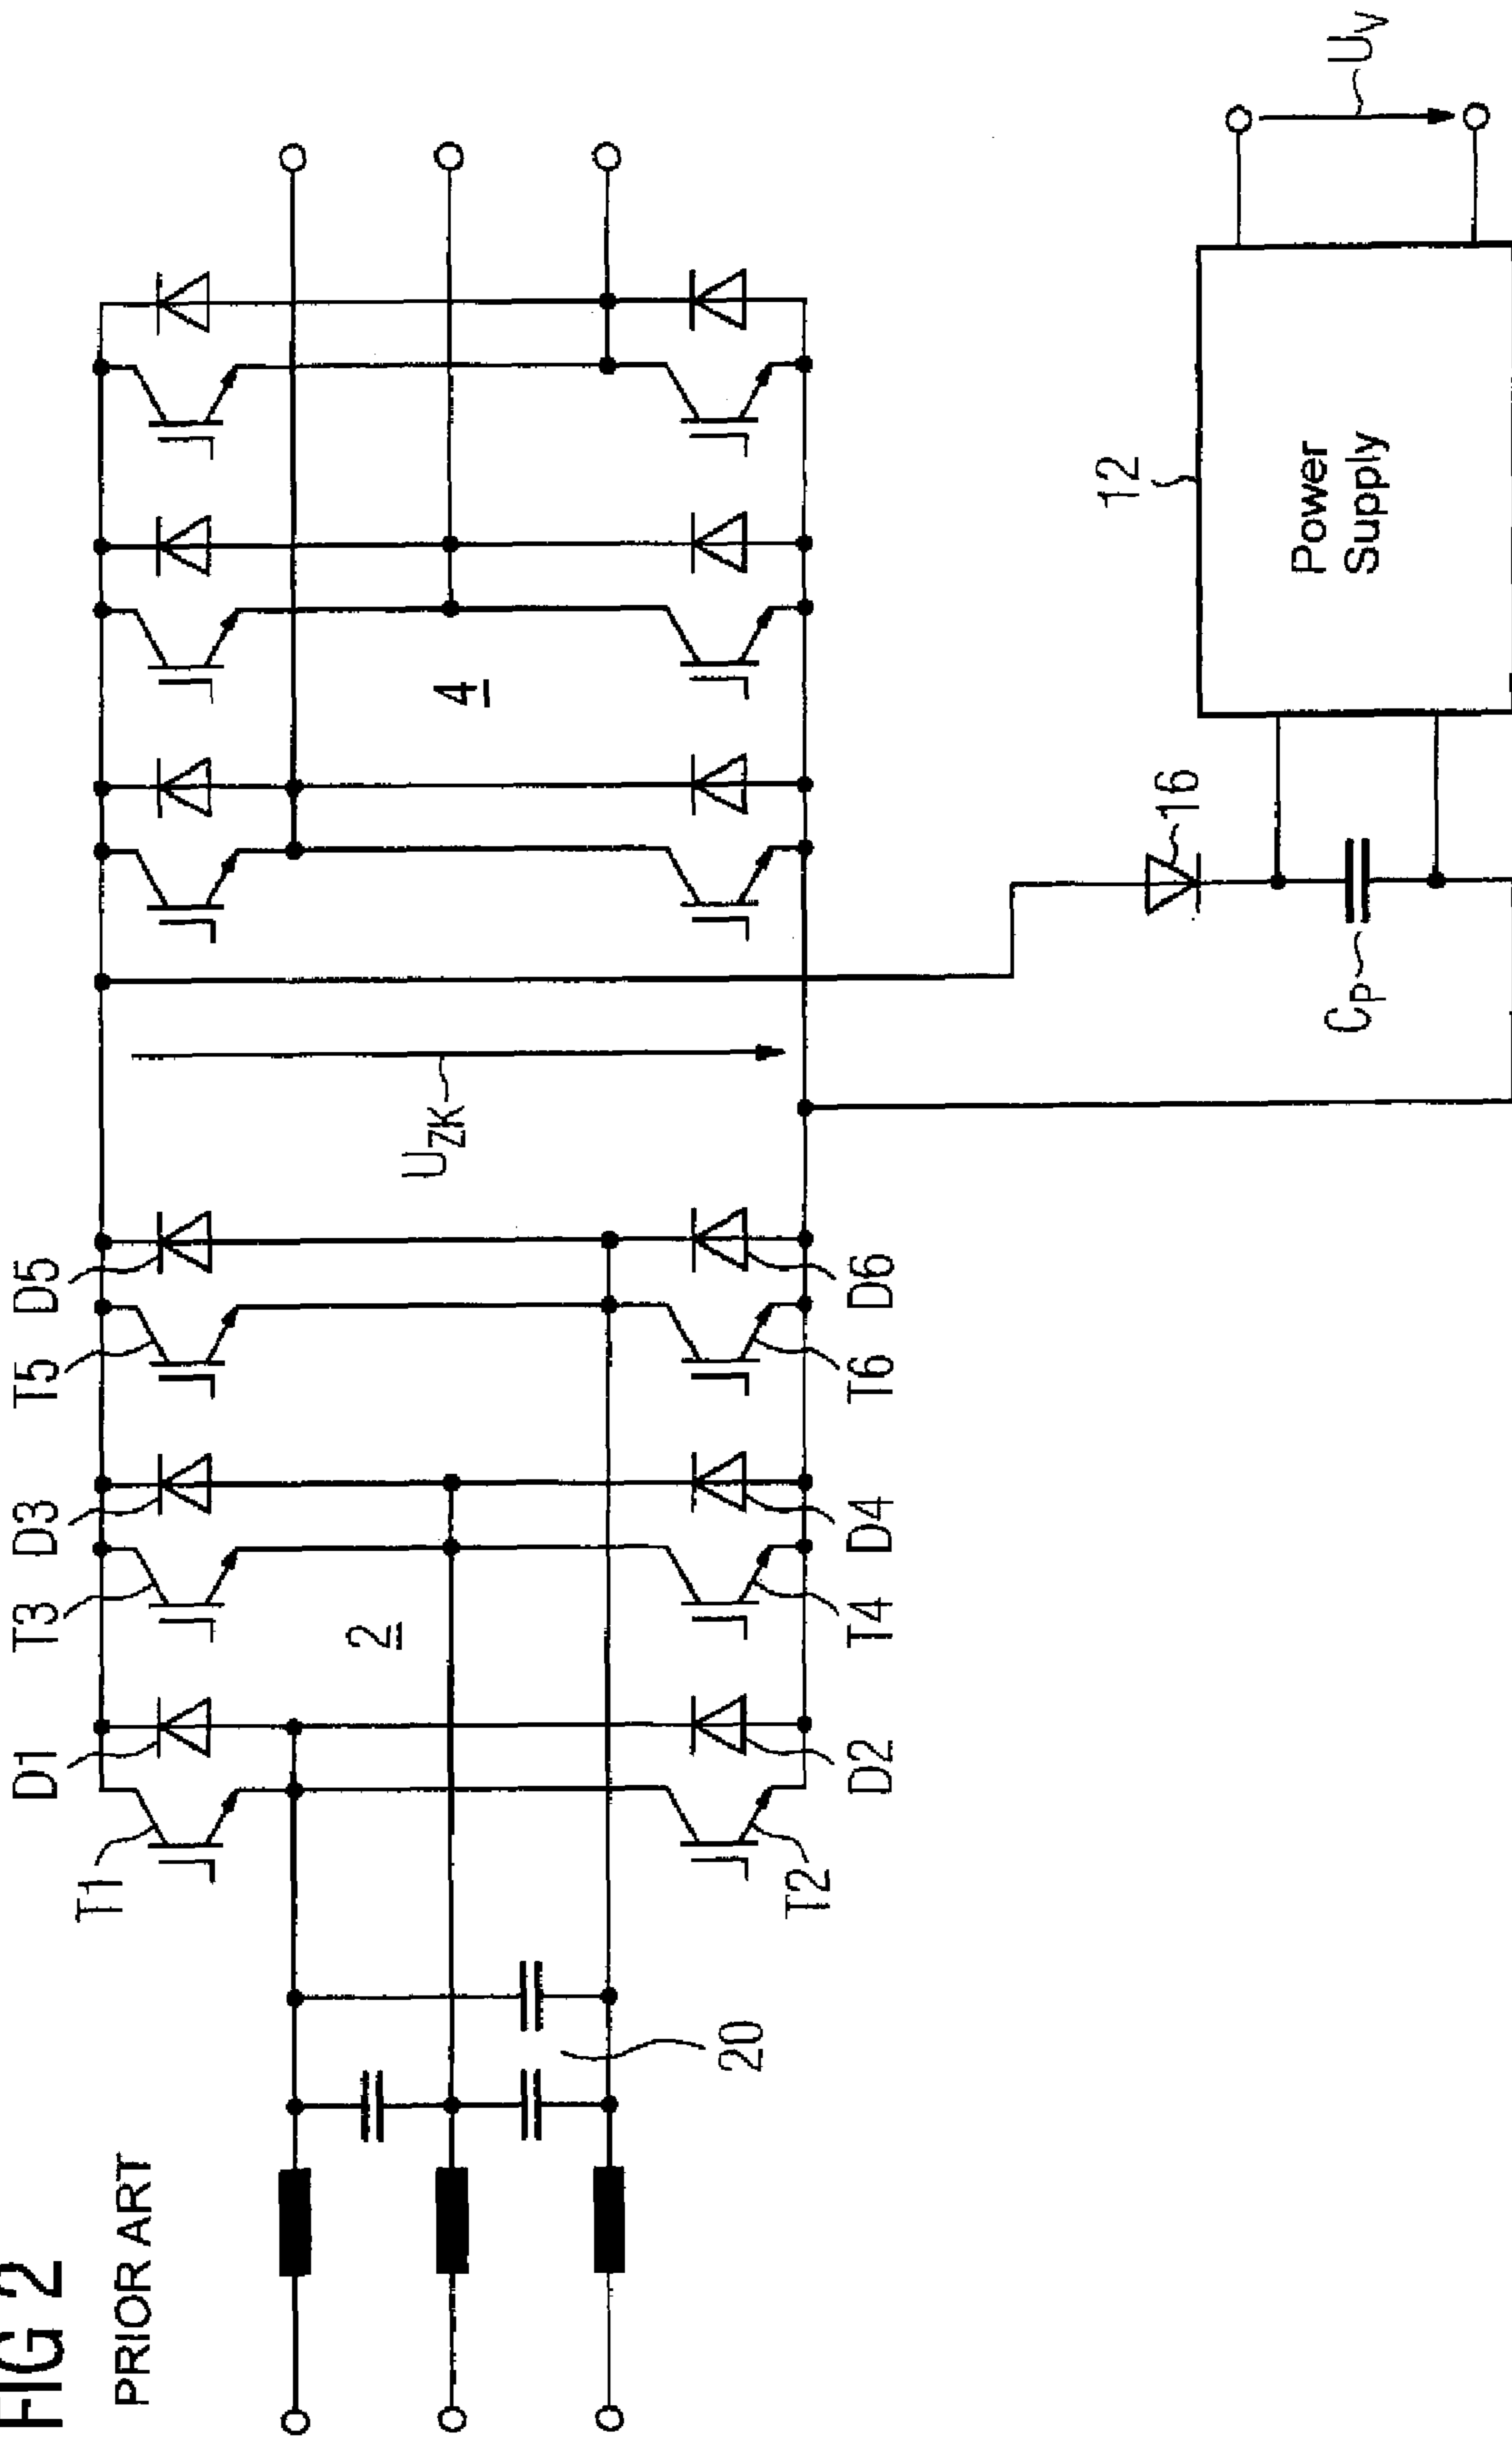 FIG 2
PRIOR ART
T1
D1
T3
D3
T5
D5
2
4
U_ZK
20
T2
D2
T4
D4
T6
D6
16
C_P
12
Power
Supply
U_V